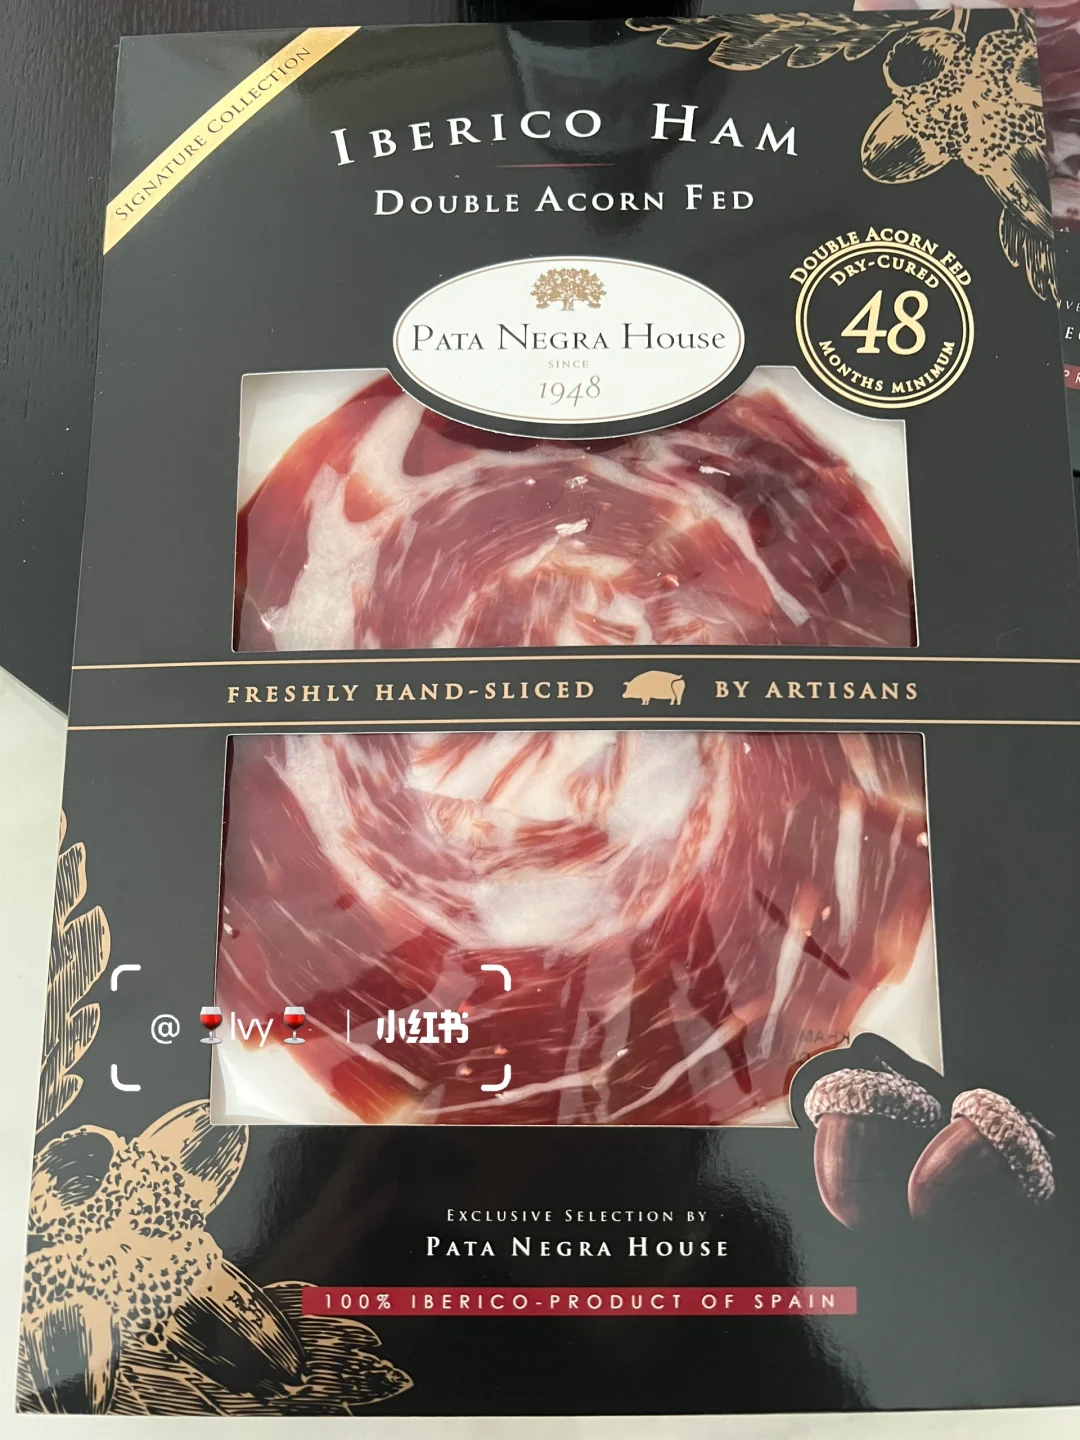 SIGNATURE COLLECTION
IBERICO HAM
DOUBLE ACORN FED
DOUBLE ACORN FED
DRY-CURED
48
MONTHS MINIMUM
PATA NEGRA HOUSE
SINCE
1948
FRESHLY HAND-SLICED BY ARTISANS
@🍷Ivy🍷 | 小红书
EXCLUSIVE SELECTION BY
PATA NEGRA HOUSE
100% IBERICO-PRODUCT OF SPAIN